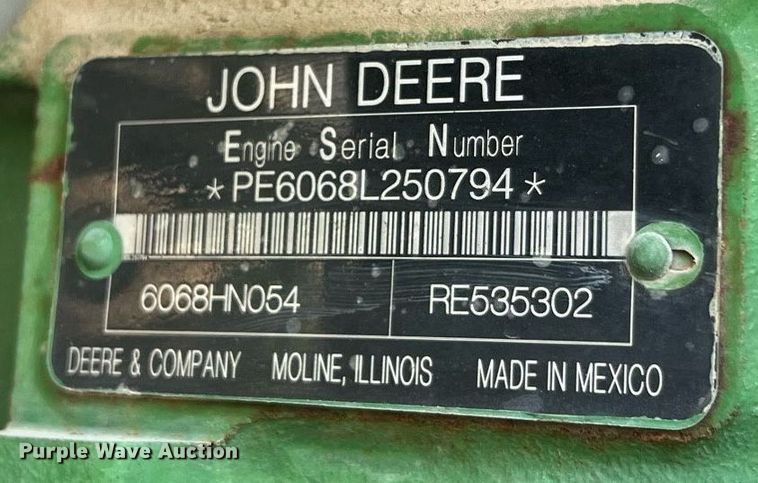 JOHN DEERE
Engine Serial Number
*PE6068L250794*
6068HN054 RE535302
DEERE & COMPANY MOLINE, ILLINOIS MADE IN MEXICO
Purple Wave Auction